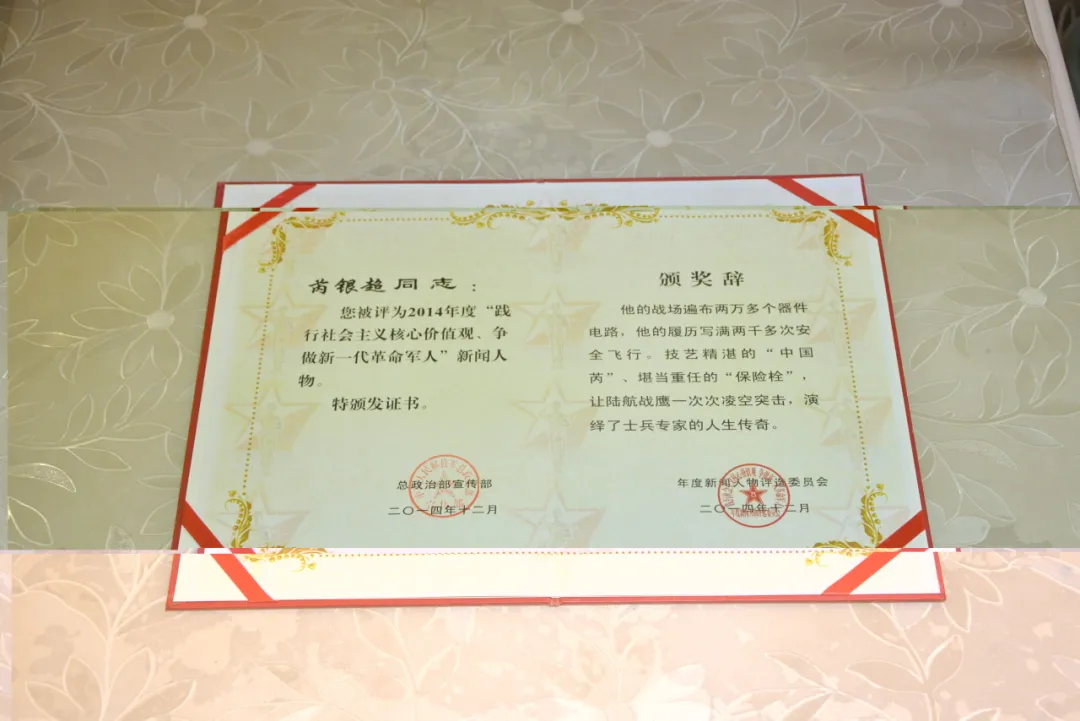 芮银超同志：
您被评为2014年度“践
行社会主义核心价值观、争
做新一代革命军人”新闻人
物。
特颁发证书。
总政治部宣传部
二〇一四年十二月
颁奖辞
他的战场遍布两万多个器件
电路，他的履历写满两千多次安
全飞行。技艺精湛的“中国
芮”、堪当重任的“保险栓”，
让陆航战鹰一次次凌空突击，演
绎了士兵专家的人生传奇。
年度新闻人物评选委员会
二〇一四年十二月